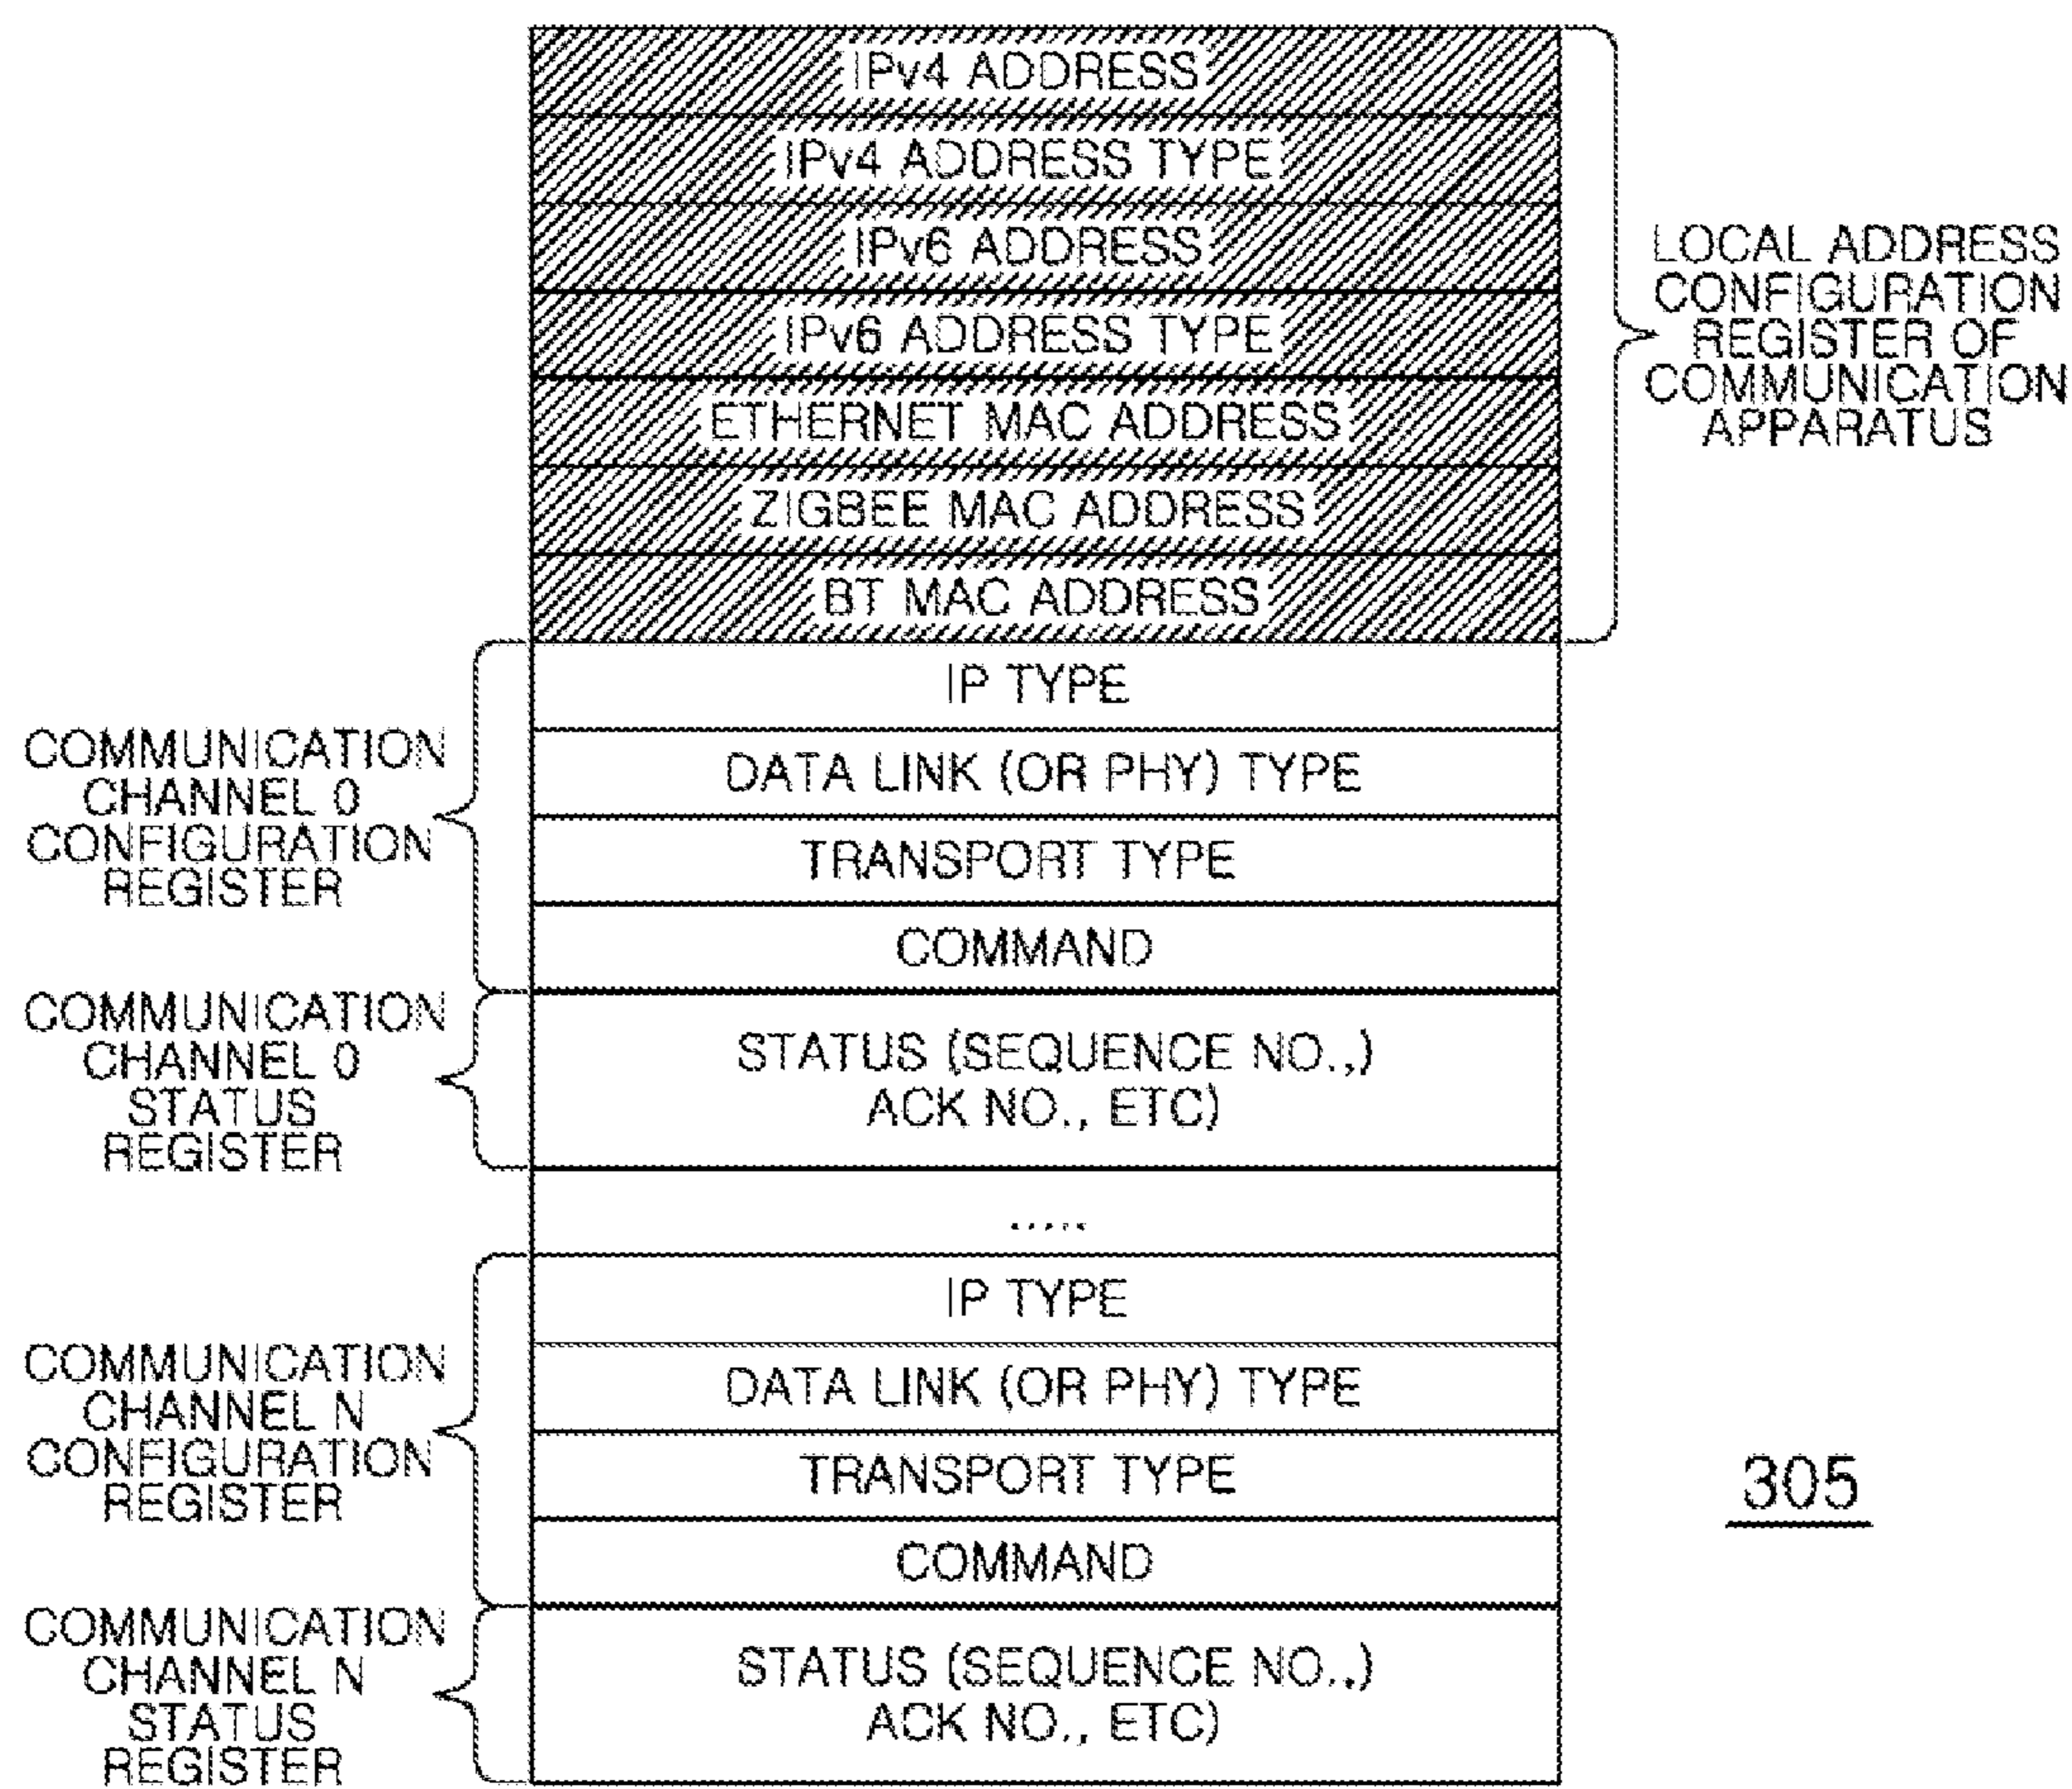 IPv4 ADDRESS
IPv4 ADDRESS TYPE
IPv6 ADDRESS
IPv6 ADDRESS TYPE
ETHERNET MAC ADDRESS
ZIGBEE MAC ADDRESS
BT MAC ADDRESS
LOCAL ADDRESS
CONFIGURATION
REGISTER OF
COMMUNICATION
APPARATUS
COMMUNICATION
CHANNEL 0
CONFIGURATION
REGISTER
IP TYPE
DATA LINK (OR PHY) TYPE
TRANSPORT TYPE
COMMAND
COMMUNICATION
CHANNEL 0
STATUS
REGISTER
STATUS (SEQUENCE NO.,)
ACK NO., ETC)
.....
COMMUNICATION
CHANNEL N
CONFIGURATION
REGISTER
IP TYPE
DATA LINK (OR PHY) TYPE
TRANSPORT TYPE
COMMAND
COMMUNICATION
CHANNEL N
STATUS
REGISTER
STATUS (SEQUENCE NO.,)
ACK NO., ETC)
305